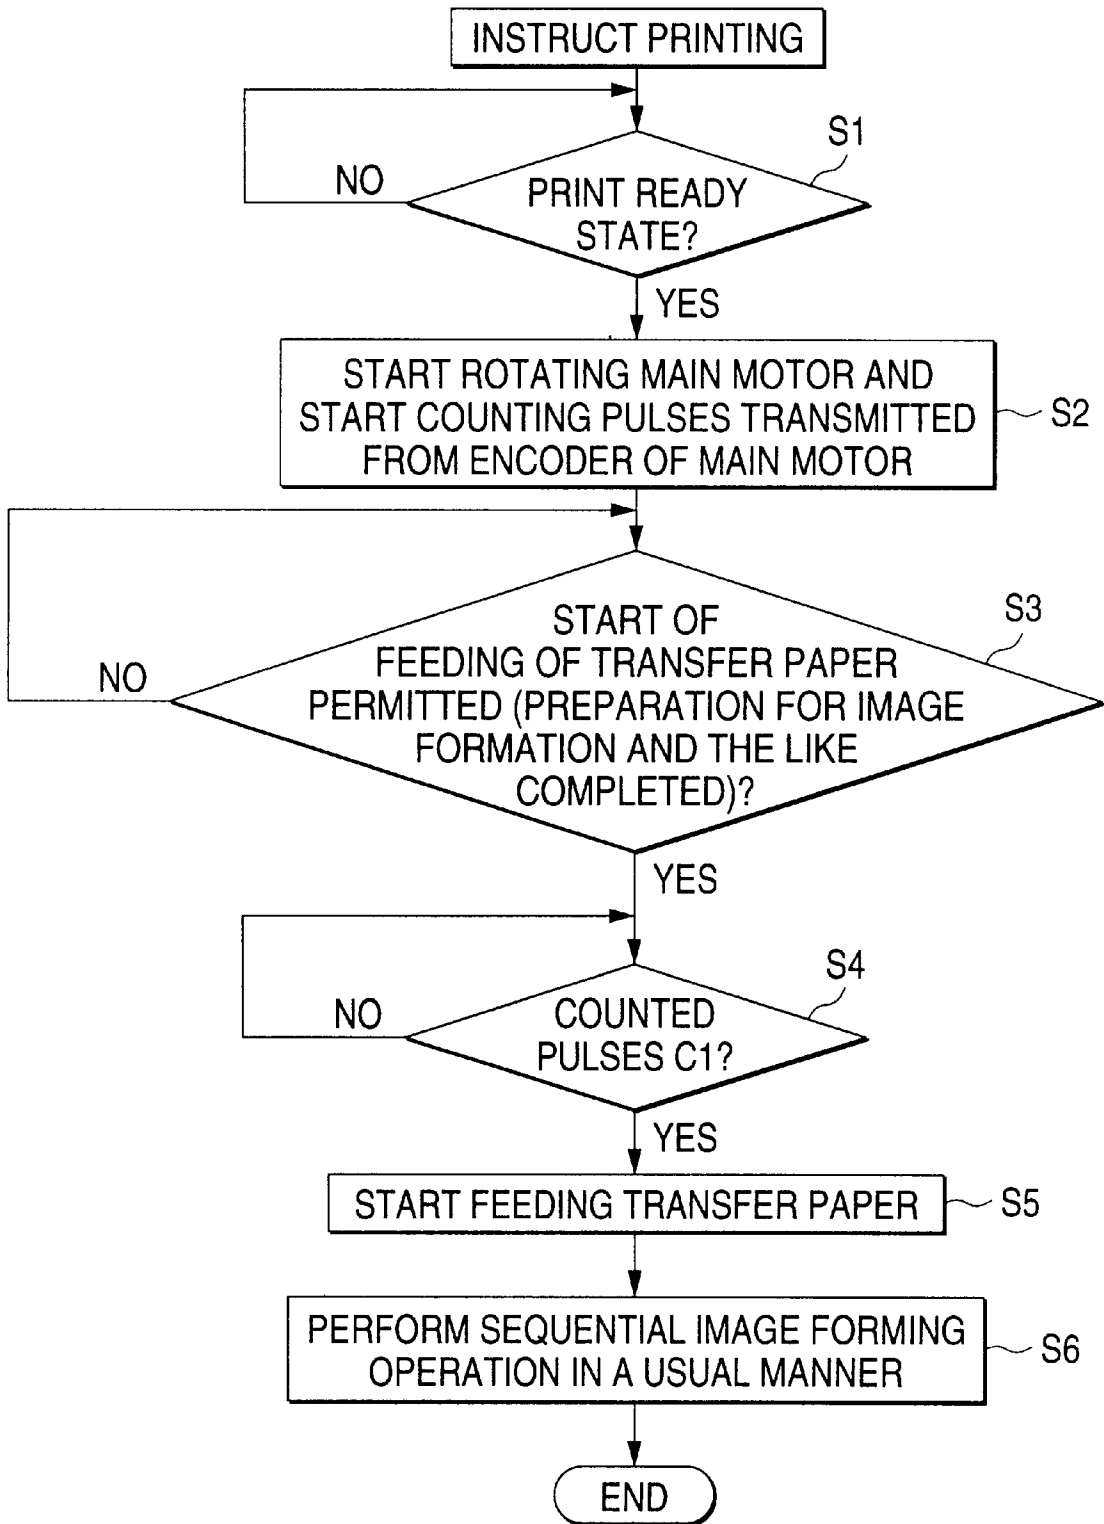 INSTRUCT PRINTING
S1
NO
PRINT READY
STATE?
YES
START ROTATING MAIN MOTOR AND
START COUNTING PULSES TRANSMITTED
FROM ENCODER OF MAIN MOTOR
S2
S3
NO
START OF
FEEDING OF TRANSFER PAPER
PERMITTED (PREPARATION FOR IMAGE
FORMATION AND THE LIKE
COMPLETED)?
YES
S4
NO
COUNTED
PULSES C1?
YES
START FEEDING TRANSFER PAPER
S5
PERFORM SEQUENTIAL IMAGE FORMING
OPERATION IN A USUAL MANNER
S6
END